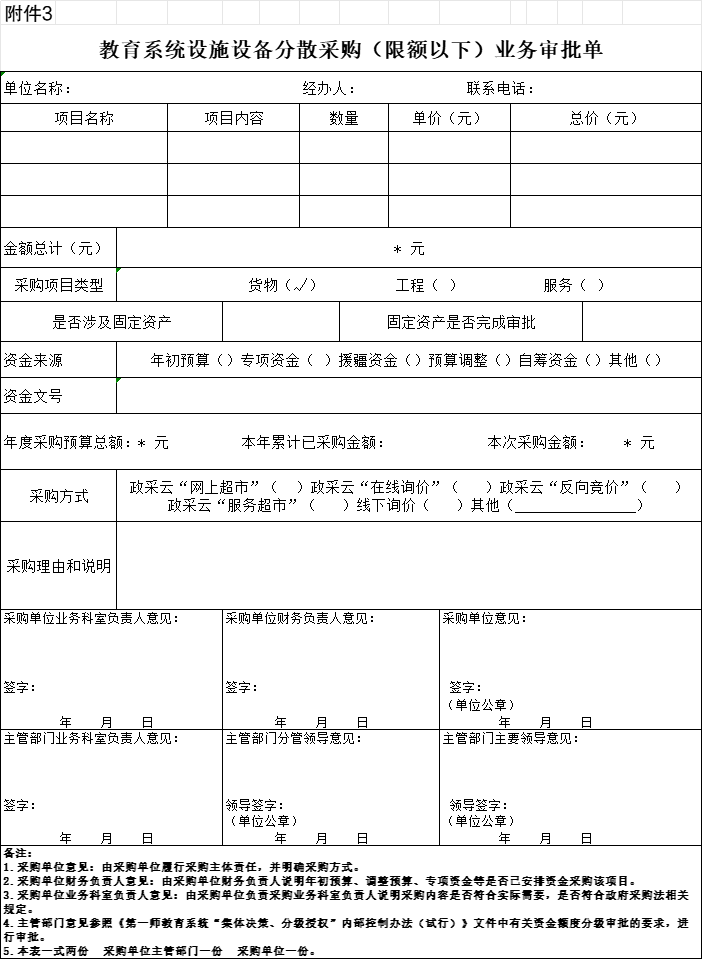 附件3
教育系统设施设备分散采购（限额以下）业务审批单
单位名称： 经办人： 联系电话：
项目名称 项目内容 数量 单价（元） 总价（元）
金额总计（元） * 元
采购项目类型 货物（✓） 工程（ ） 服务（ ）
是否涉及固定资产 固定资产是否完成审批
资金来源 年初预算（）专项资金（ ）援疆资金（）预算调整（）自筹资金（）其他（）
资金文号
年度采购预算总额：* 元 本年累计已采购金额： 本次采购金额： * 元
采购方式 政采云“网上超市”（ ）政采云“在线询价”（ ）政采云“反向竞价”（ ）
政采云“服务超市”（ ）线下询价（ ）其他（________________）
采购理由和说明
采购单位业务科室负责人意见： 采购单位财务负责人意见： 采购单位意见：
签字： 签字： 签字：
（单位公章）
年 月 日 年 月 日 年 月 日
主管部门业务科室负责人意见： 主管部门分管领导意见： 主管部门主要领导意见：
签字： 领导签字： 领导签字：
（单位公章） （单位公章）
年 月 日 年 月 日 年 月 日
备注：
1.采购单位意见：由采购单位履行采购主体责任，并明确采购方式。
2.采购单位财务负责人意见：由采购单位财务负责人说明年初预算、调整预算、专项资金等是否已安排资金采购该项目。
3.采购单位业务科室负责人意见：由采购单位负责采购业务科室负责人说明采购内容是否符合实际需要，是否符合政府采购法相关
规定。
4.主管部门意见参照《第一师教育系统“集体决策、分级授权”内部控制办法（试行）》文件中有关资金额度分级审批的要求，进
行审批。
5.本表一式两份 采购单位主管部门一份 采购单位一份。